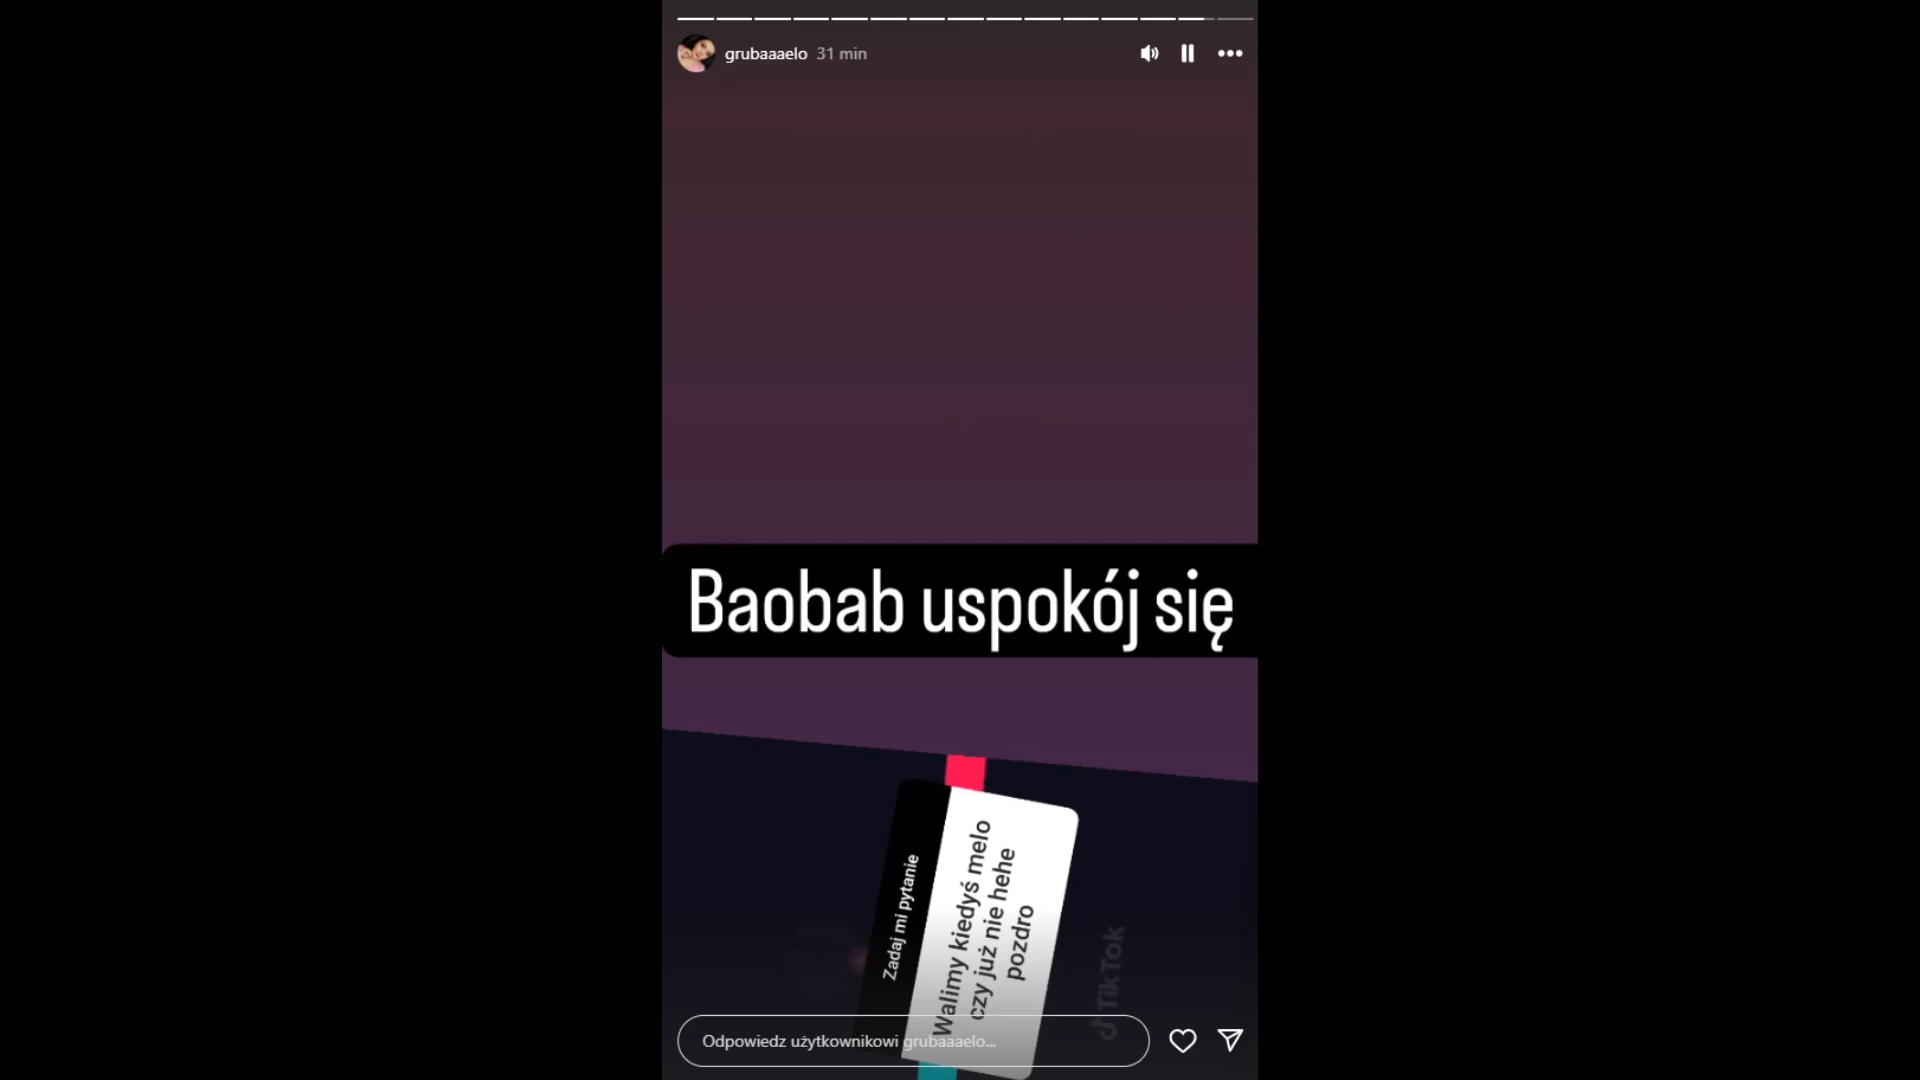 grubaaaelo 31 min
Baobab uspokój się
Zadaj mi pytanie
Walimy kiedyś melo
czy już nie hehe
pozdro
TikTok
Odpowiedz użytkownikowi grubaaaelo...